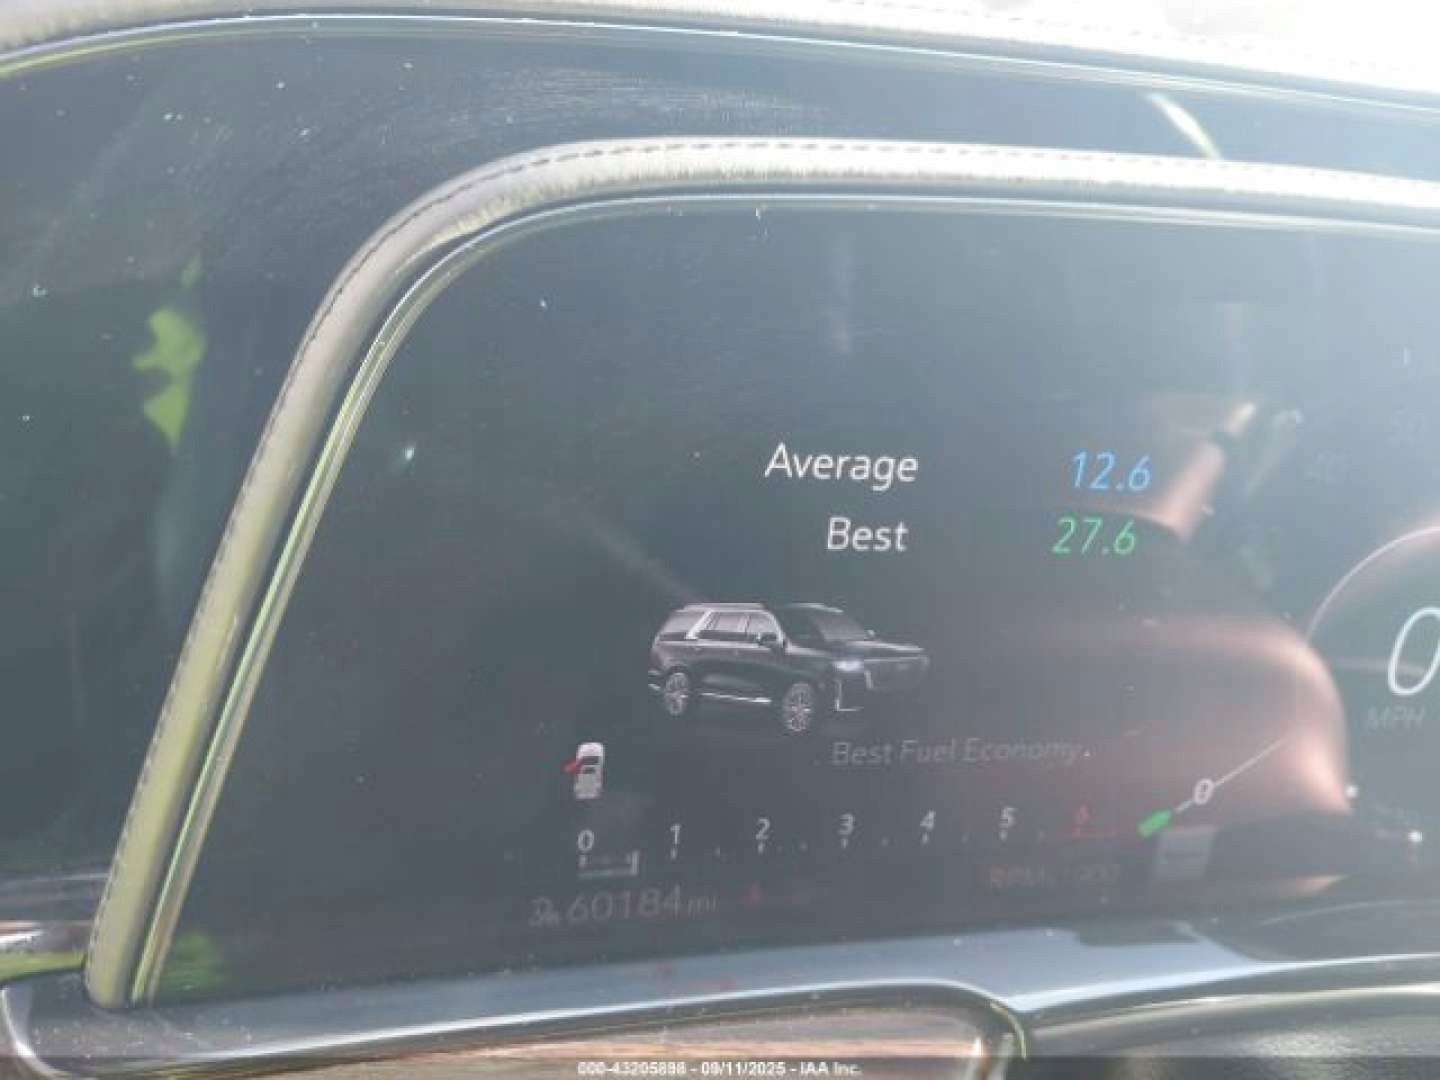 Average 12.6
Best 27.6
0
MPH
Best Fuel Economy
0
0 1 2 3 4 5 6
60184 mi
000-43205898 - 09/11/2025 - IAA Inc.